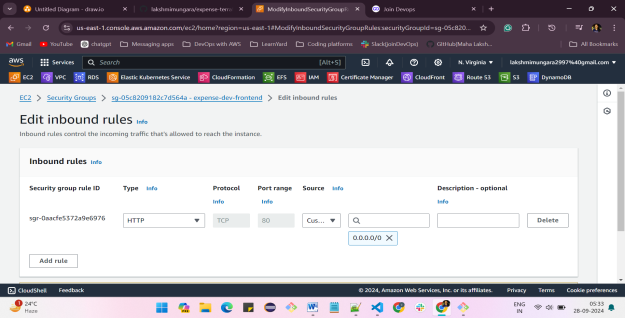 Untitled Diagram - draw.io
lakshmimungara/expense-terra
ModifyInboundSecurityGroupR
Join Devops
us-east-1.console.aws.amazon.com/ec2/home?region=us-east-1#ModifyInboundSecurityGroupRules:securityGroupId=sg-05c820...
Gmail YouTube chatgpt Messaging apps DevOps with AWS LearnYard Coding platforms Slack(JoinDevOps) GitHub(Maha Laksh... All Bookmarks
aws Services Search [Alt+S] N. Virginia lakshmimungara2997%40gmail.com
EC2 VPC RDS Elastic Kubernetes Service CloudFormation EFS IAM Certificate Manager CloudFront Route 53 S3 DynamoDB
EC2 > Security Groups > sg-05c8209182c7d564a - expense-dev-frontend > Edit inbound rules
Edit inbound rules Info
Inbound rules control the incoming traffic that's allowed to reach the instance.
Inbound rules Info
Security group rule ID Type Info Protocol Info Port range Info Source Info Description - optional Info
sgr-0aacfe5372a9e6976 HTTP TCP 80 Cus... Delete
0.0.0.0/0
Add rule
CloudShell Feedback © 2024, Amazon Web Services, Inc. or its affiliates. Privacy Terms Cookie preferences
1 24°C Haze ENG IN 05:33 28-09-2024